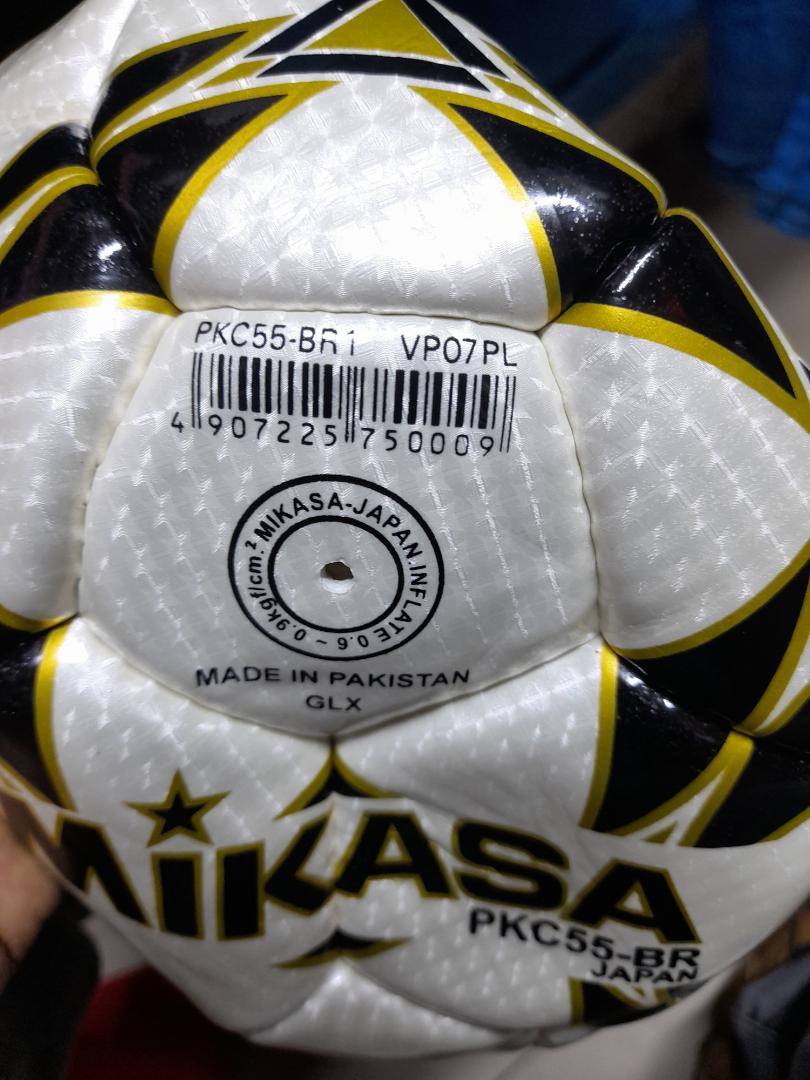 PKC55-BR1 VP07PL
4 907225 750009
MIKASA-JAPAN.INFLATE 0.6 ~ 0.9kgf/cm.²
MADE IN PAKISTAN
GLX
MIKASA
PKC55-BR
JAPAN